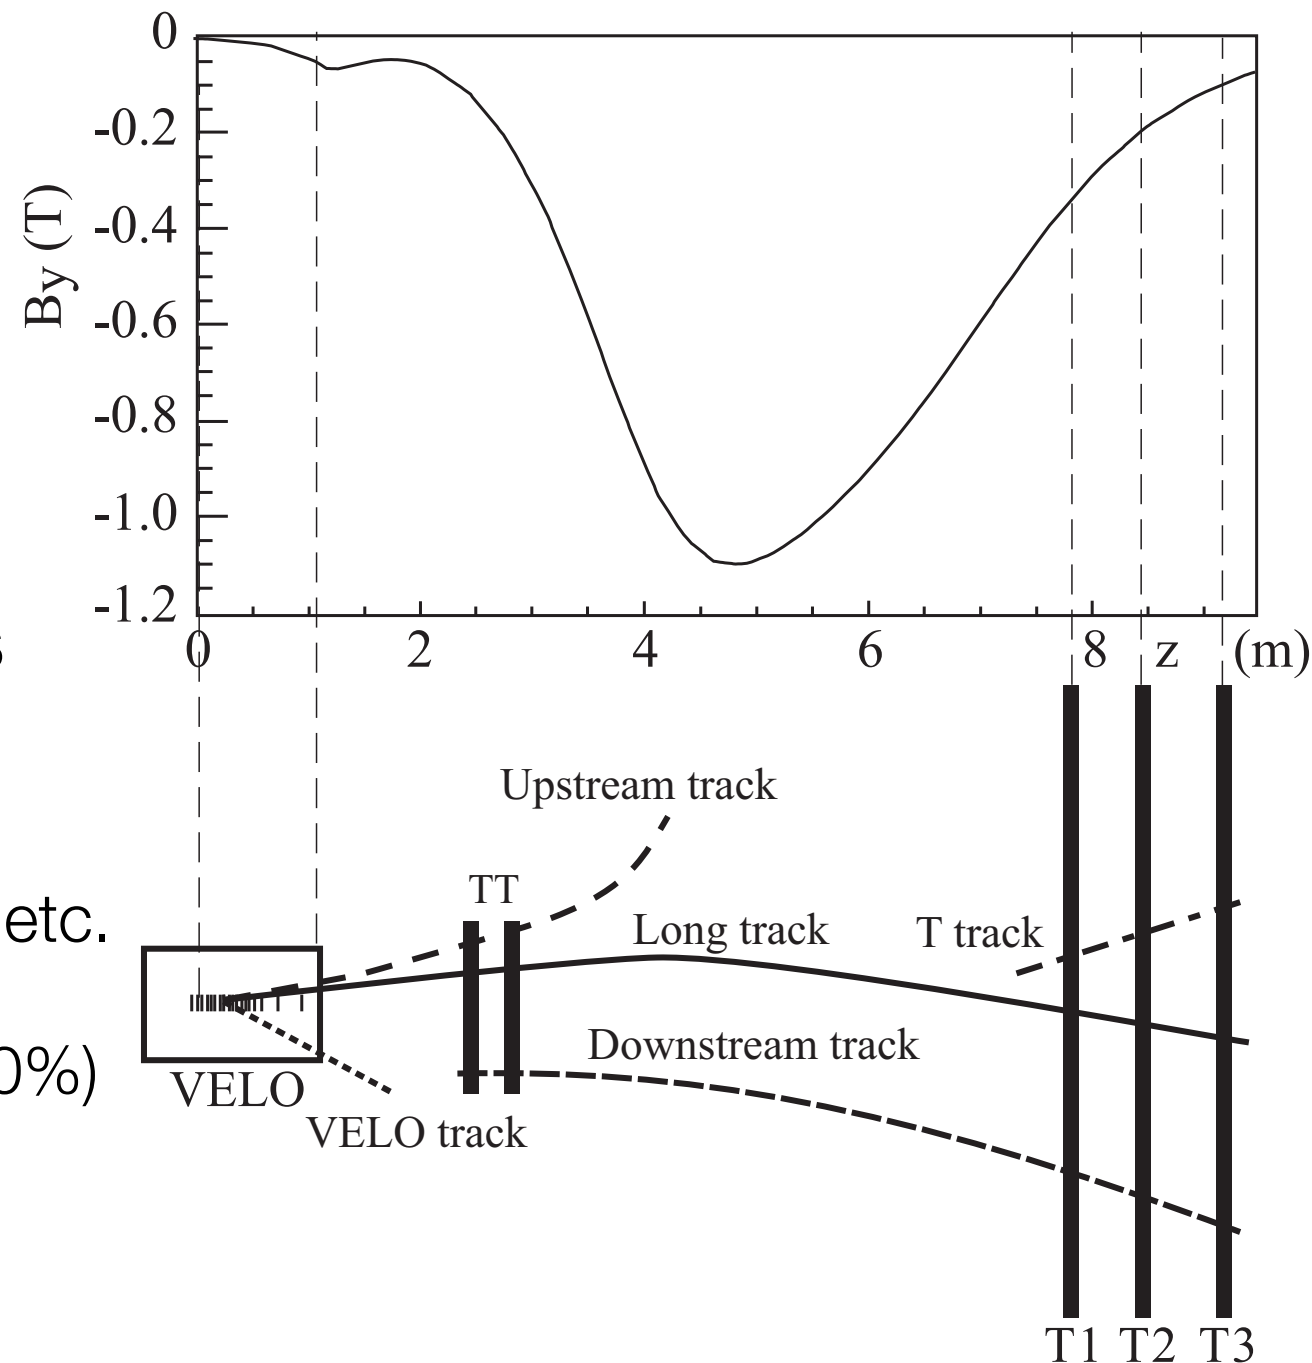 0
-0.2
-0.4
-0.6
-0.8
-1.0
-1.2
By (T)
0 2 4 6 8 z (m)
Upstream track
TT
etc.
Long track
T track
Downstream track
0%)
VELO
VELO track
T1 T2 T3